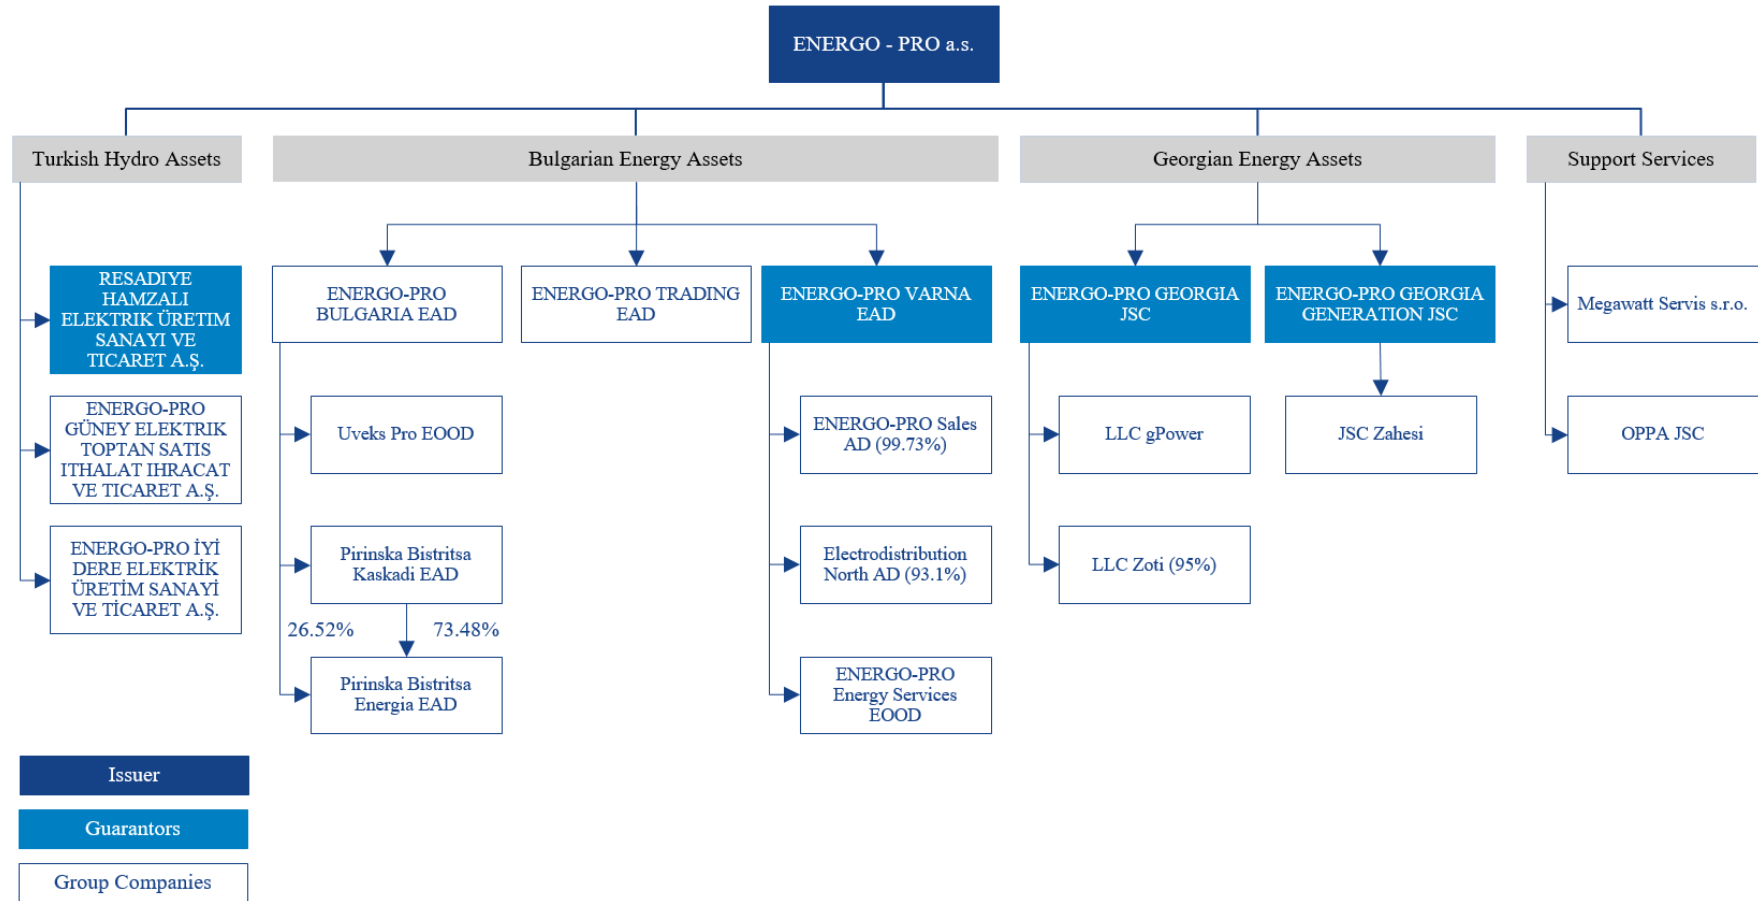 ENERGO - PRO a.s.
Turkish Hydro Assets
Bulgarian Energy Assets
Georgian Energy Assets
Support Services
RESADIYE
HAMZALI
ELEKTRIK ÜRETIM
SANAYI VE
TICARET A.Ş.
ENERGO-PRO
GÜNEY ELEKTRIK
TOPTAN SATIS
ITHALAT IHRACAT
VE TICARET A.Ş.
ENERGO-PRO İYİ
DERE ELEKTRİK
ÜRETİM SANAYİ
VE TİCARET A.Ş.
ENERGO-PRO
BULGARIA EAD
Uveks Pro EOOD
Pirinska Bistritsa
Kaskadi EAD
26.52%
73.48%
Pirinska Bistritsa
Energia EAD
ENERGO-PRO TRADING
EAD
ENERGO-PRO VARNA
EAD
ENERGO-PRO Sales
AD (99.73%)
Electrodistribution
North AD (93.1%)
ENERGO-PRO
Energy Services
EOOD
ENERGO-PRO GEORGIA
JSC
LLC gPower
LLC Zoti (95%)
ENERGO-PRO GEORGIA
GENERATION JSC
JSC Zahesi
Megawatt Servis s.r.o.
OPPA JSC
Issuer
Guarantors
Group Companies